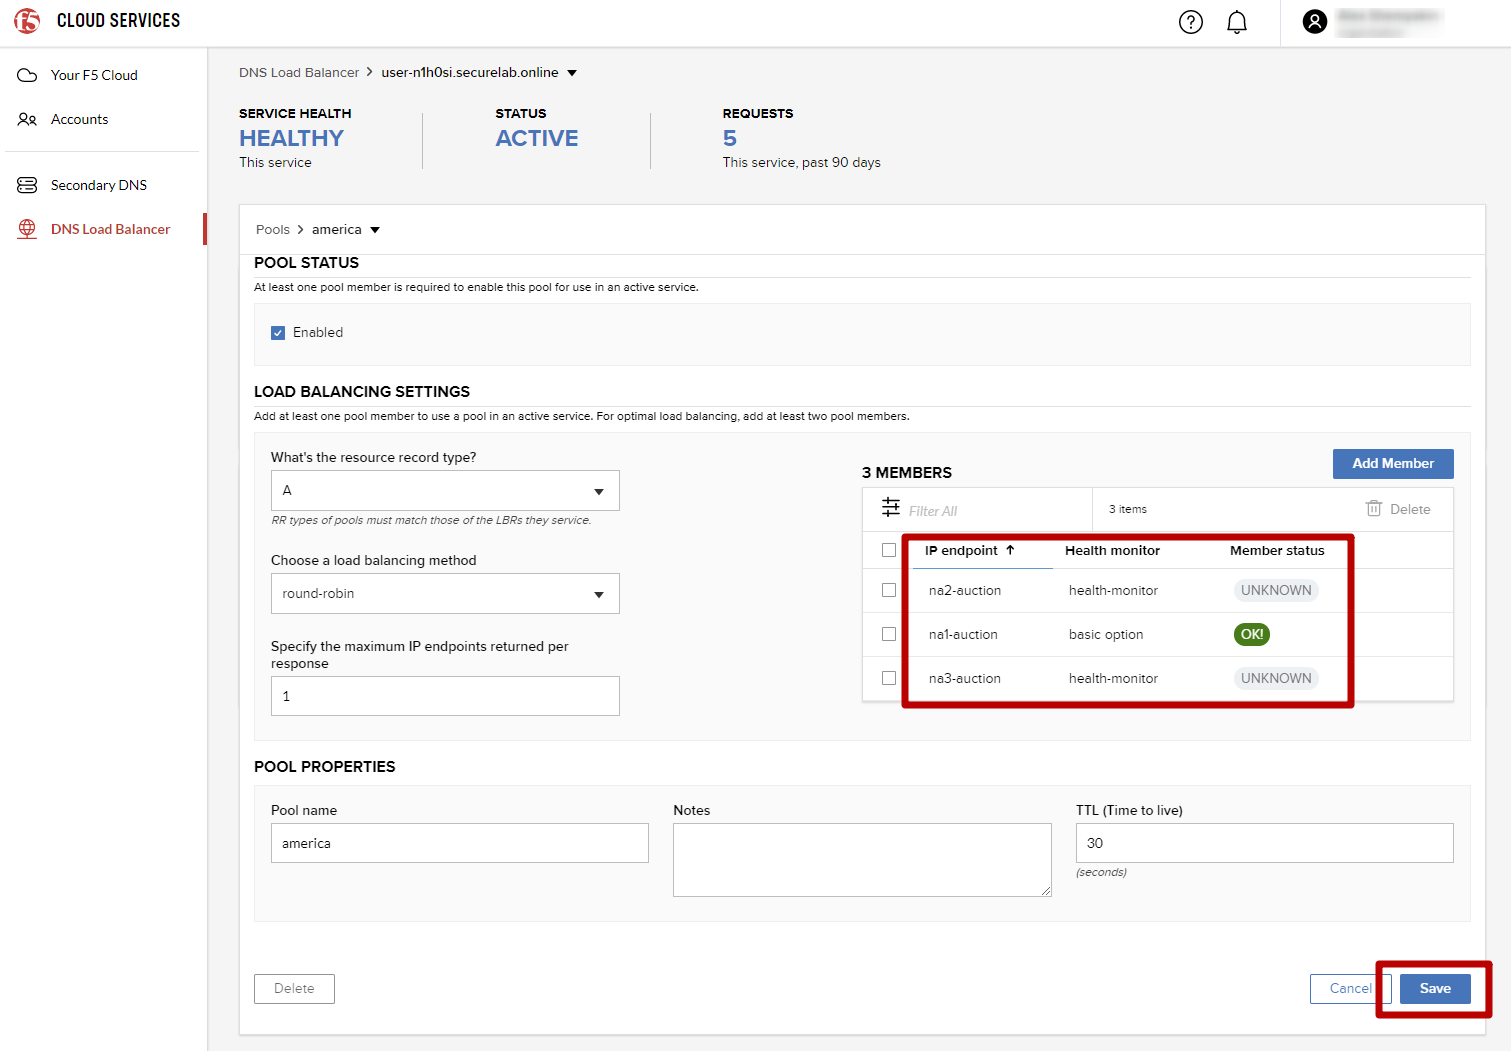 CLOUD SERVICES
Your F5 Cloud
Accounts
Secondary DNS
DNS Load Balancer
DNS Load Balancer > user-n1h0si.securelab.online
SERVICE HEALTH
HEALTHY
This service
STATUS
ACTIVE
REQUESTS
5
This service, past 90 days
Pools > america
POOL STATUS
At least one pool member is required to enable this pool for use in an active service.
Enabled
LOAD BALANCING SETTINGS
Add at least one pool member to use a pool in an active service. For optimal load balancing, add at least two pool members.
What's the resource record type?
A
RR types of pools must match those of the LBRs they service.
Choose a load balancing method
round-robin
Specify the maximum IP endpoints returned per
response
1
3 MEMBERS
Add Member
Filter All
3 items
Delete
IP endpoint ↑ Health monitor Member status
na2-auction health-monitor UNKNOWN
na1-auction basic option OK!
na3-auction health-monitor UNKNOWN
POOL PROPERTIES
Pool name
america
Notes
TTL (Time to live)
30
(seconds)
Delete
Cancel
Save